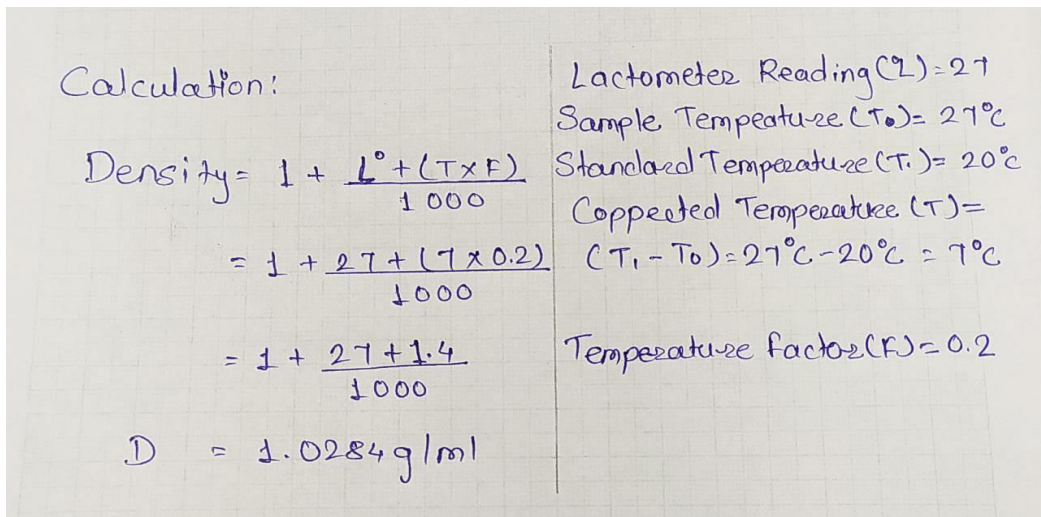 Calculation:
Density = 1 + L° + (T x F)
1000
= 1 + 27 + (7 x 0.2)
1000
= 1 + 27 + 1.4
1000
D = 1.0284 g/ml
Lactometer Reading (L) = 27
Sample Tempeature (T0) = 27°C
Standard Temperature (T1) = 20°C
Coppected Temperature (T) =
(T1 - T0) = 27°C - 20°C = 7°C
Temperature factor (F) = 0.2